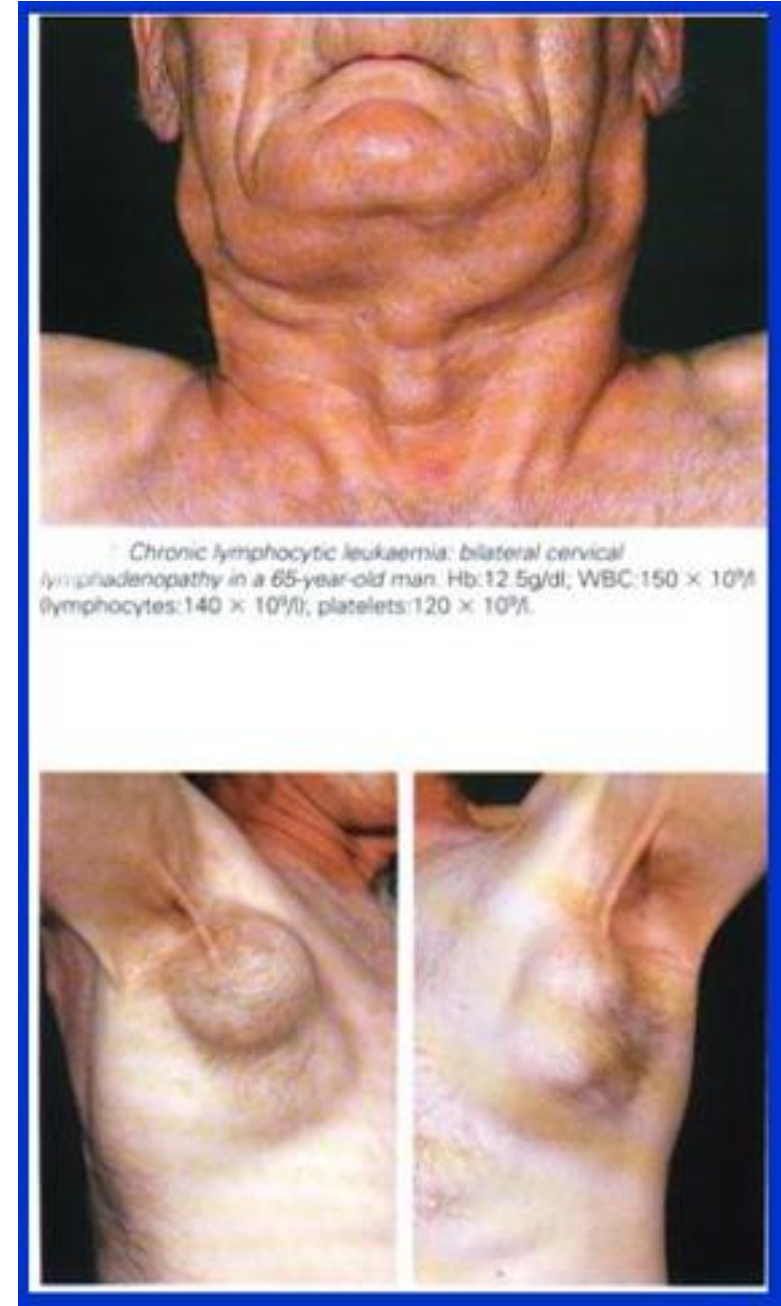 Chronic lymphocytic leukaemia: bilateral cervical
lymphadenopathy in a 65-year-old man. Hb:12.5g/dl; WBC:150 × 10⁹/l
(lymphocytes:140 × 10⁹/l); platelets:120 × 10⁹/l.